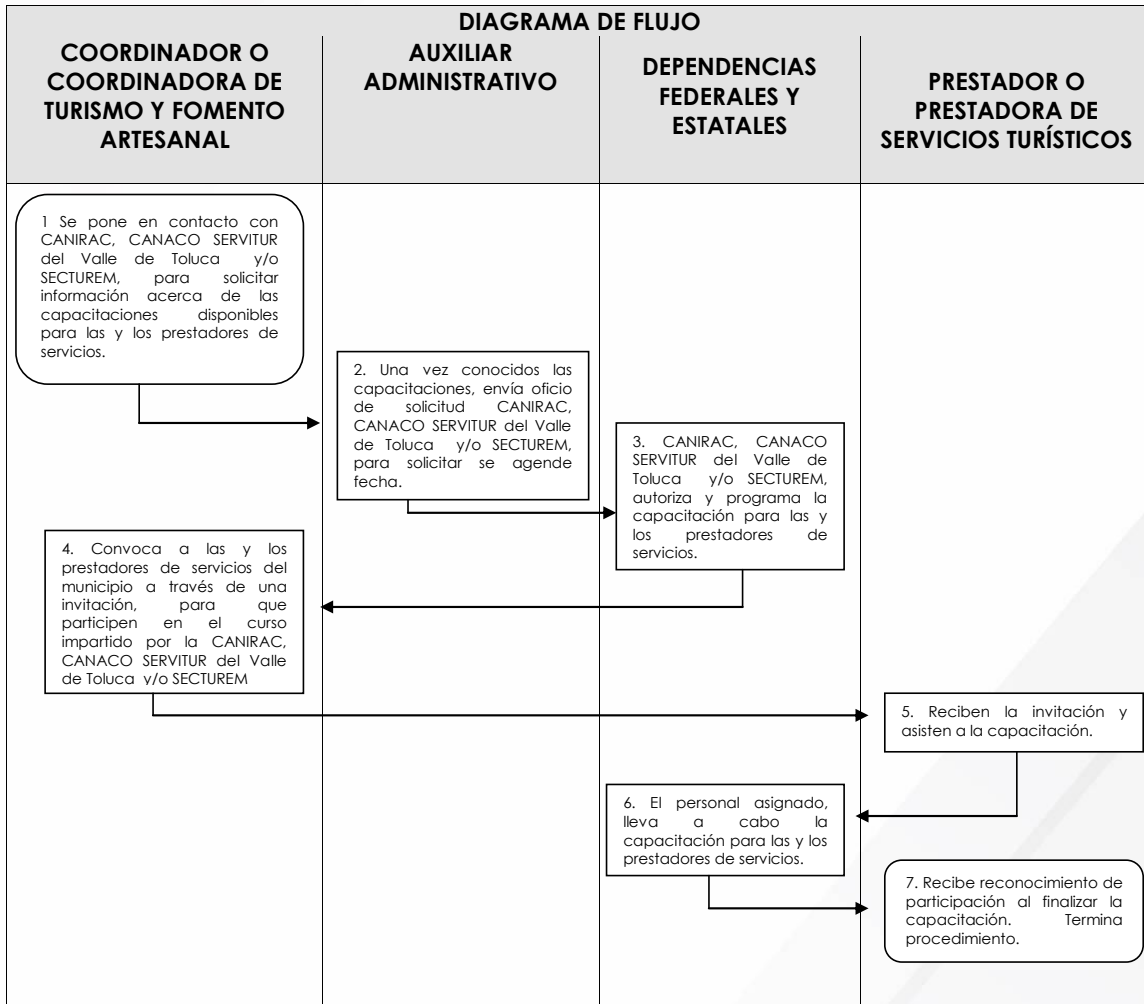 DIAGRAMA DE FLUJO
COORDINADOR O
COORDINADORA DE
TURISMO Y FOMENTO
ARTESANAL
AUXILIAR
ADMINISTRATIVO
DEPENDENCIAS
FEDERALES Y
ESTATALES
PRESTADOR O
PRESTADORA DE
SERVICIOS TURÍSTICOS
1 Se pone en contacto con
CANIRAC, CANACO SERVITUR
del Valle de Toluca y/o
SECTUREM, para solicitar
información acerca de las
capacitaciones disponibles
para las y los prestadores de
servicios.
2. Una vez conocidos las
capacitaciones, envía oficio
de solicitud CANIRAC,
CANACO SERVITUR del Valle
de Toluca y/o SECTUREM,
para solicitar se agende
fecha.
3. CANIRAC, CANACO
SERVITUR del Valle de
Toluca y/o SECTUREM,
autoriza y programa la
capacitación para las y
los prestadores de
servicios.
4. Convoca a las y los
prestadores de servicios del
municipio a través de una
invitación, para que
participen en el curso
impartido por la CANIRAC,
CANACO SERVITUR del Valle
de Toluca y/o SECTUREM
5. Reciben la invitación y
asisten a la capacitación.
6. El personal asignado,
lleva a cabo la
capacitación para las y los
prestadores de servicios.
7. Recibe reconocimiento de
participación al finalizar la
capacitación. Termina
procedimiento.